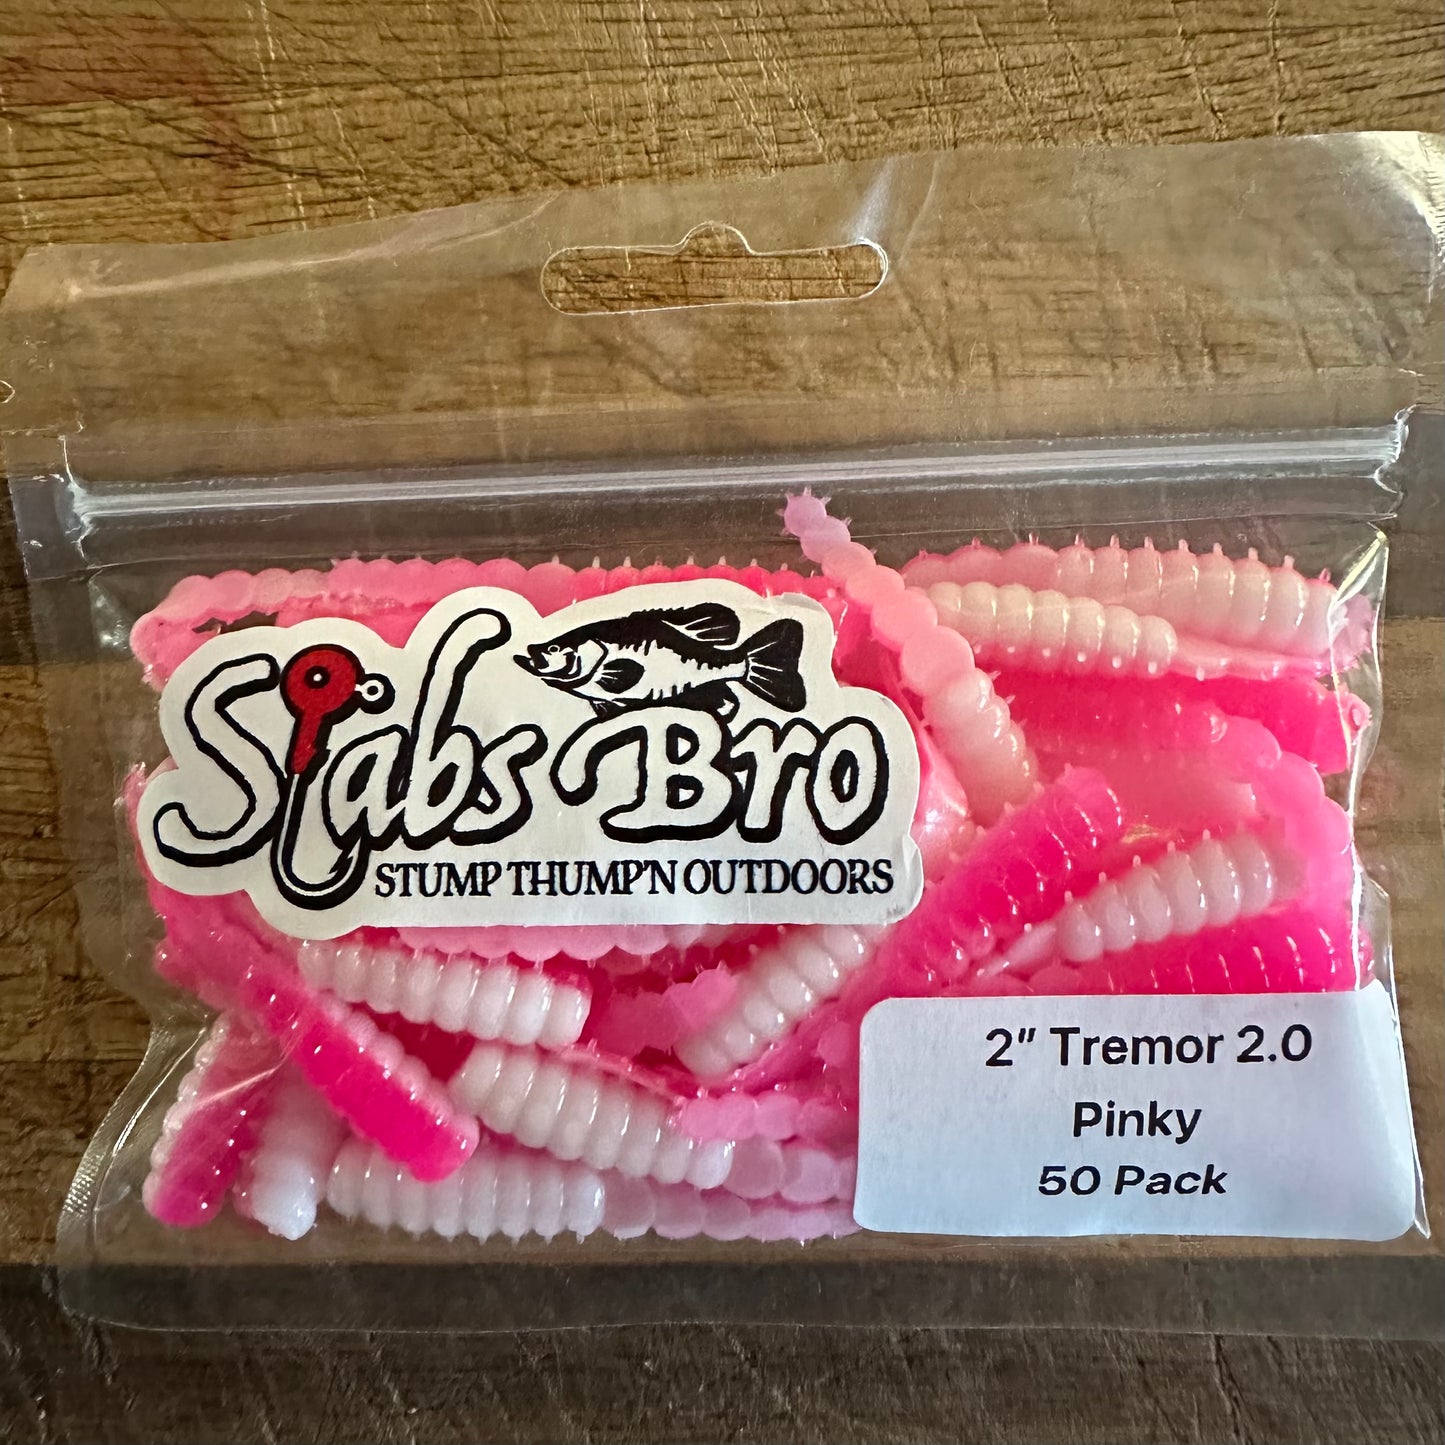 Slabs Bro
STUMP THUMP'N OUTDOORS
2" Tremor 2.0
Pinky
50 Pack